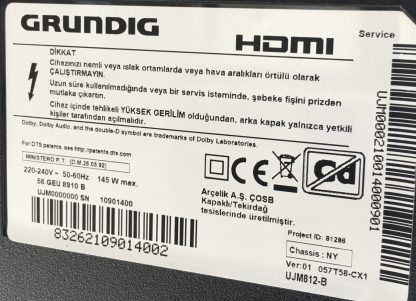 GRUNDIG
HDMI
Service
DİKKAT
Cihazınızı nemli veya ıslak ortamlarda veya hava aralıkları örtülü olarak
ÇALIŞTIRMAYIN.
Uzun süre kullanılmadığında veya bir servis isteminde, şebeke fişini prizden
mutlaka çıkartın.
Cihaz içinde tehlikeli YÜKSEK GERİLİM olduğundan, arka kapak yalnızca yetkili
kişiler tarafından açılmalıdır.
Dolby, Dolby Audio, and the double-D symbol are trademarks of Dolby Laboratories.
For DTS patents, see http://patents.dts.com
MINISTERO P.T. (D.M.26.03.92)
220-240V ~ 50-60Hz 145 W max.
58 GEU 8910 B
UJM0000000 SN 10901400
83262109014002
CE
Cd
Arçelik A.Ş. ÇOSB
Kapaklı/Tekirdağ
tesislerinde üretilmiştir.
Project ID: 81286
Chassis : NY
Ver:01 057T58-CX1
UJM812-B